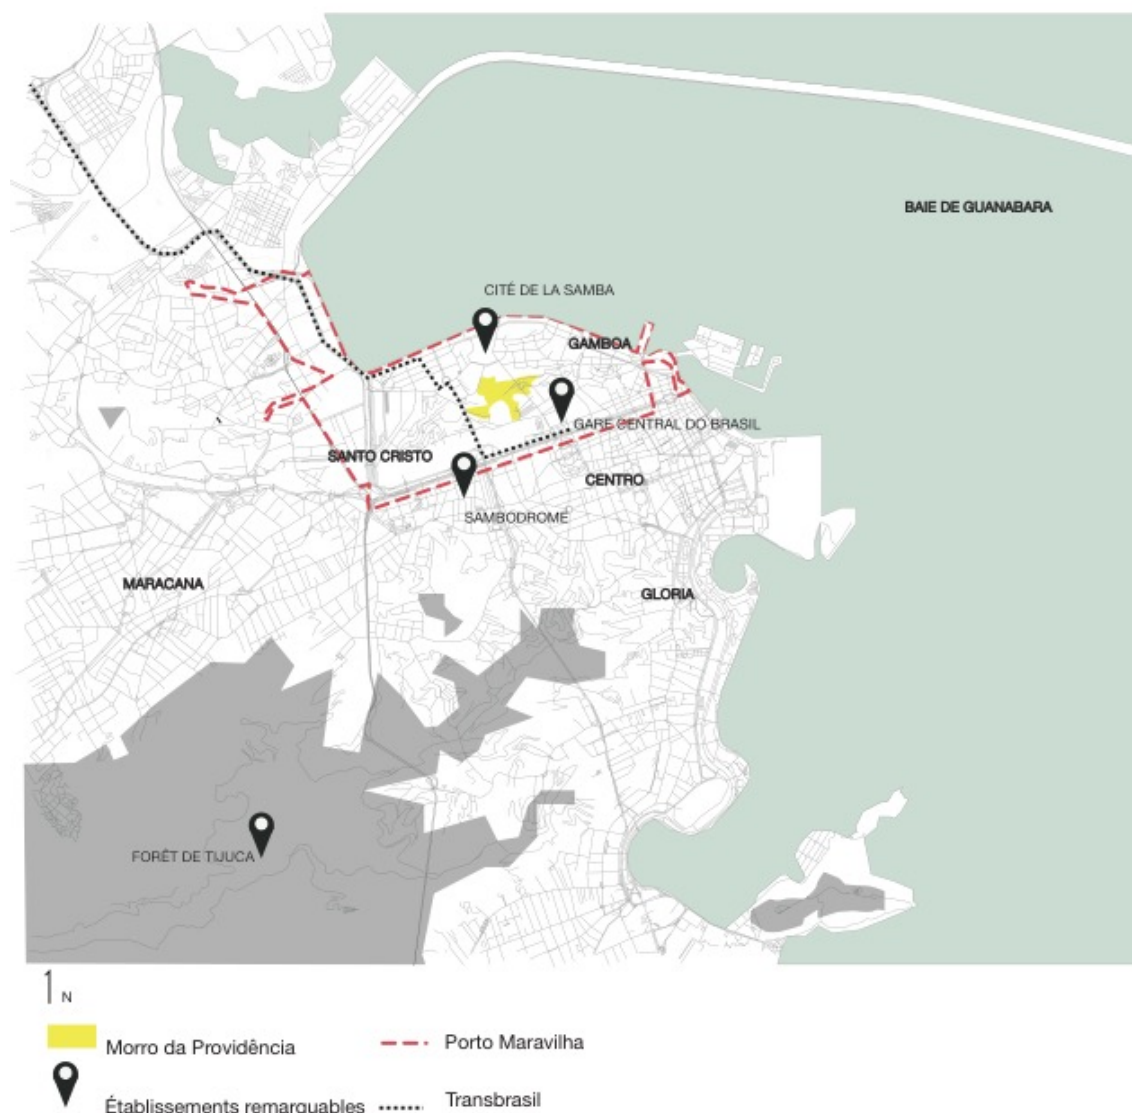 BAIE DE GUANABARA
CITÉ DE LA SAMBA
GAMBOA
GARE CENTRAL DO BRASIL
SANTO CRISTO
CENTRO
SAMBODROME
MARACANA
GLORIA
FORÊT DE TIJUCA
N
Morro da Providência
Porto Maravilha
Établissements remarquables
Transbrasil